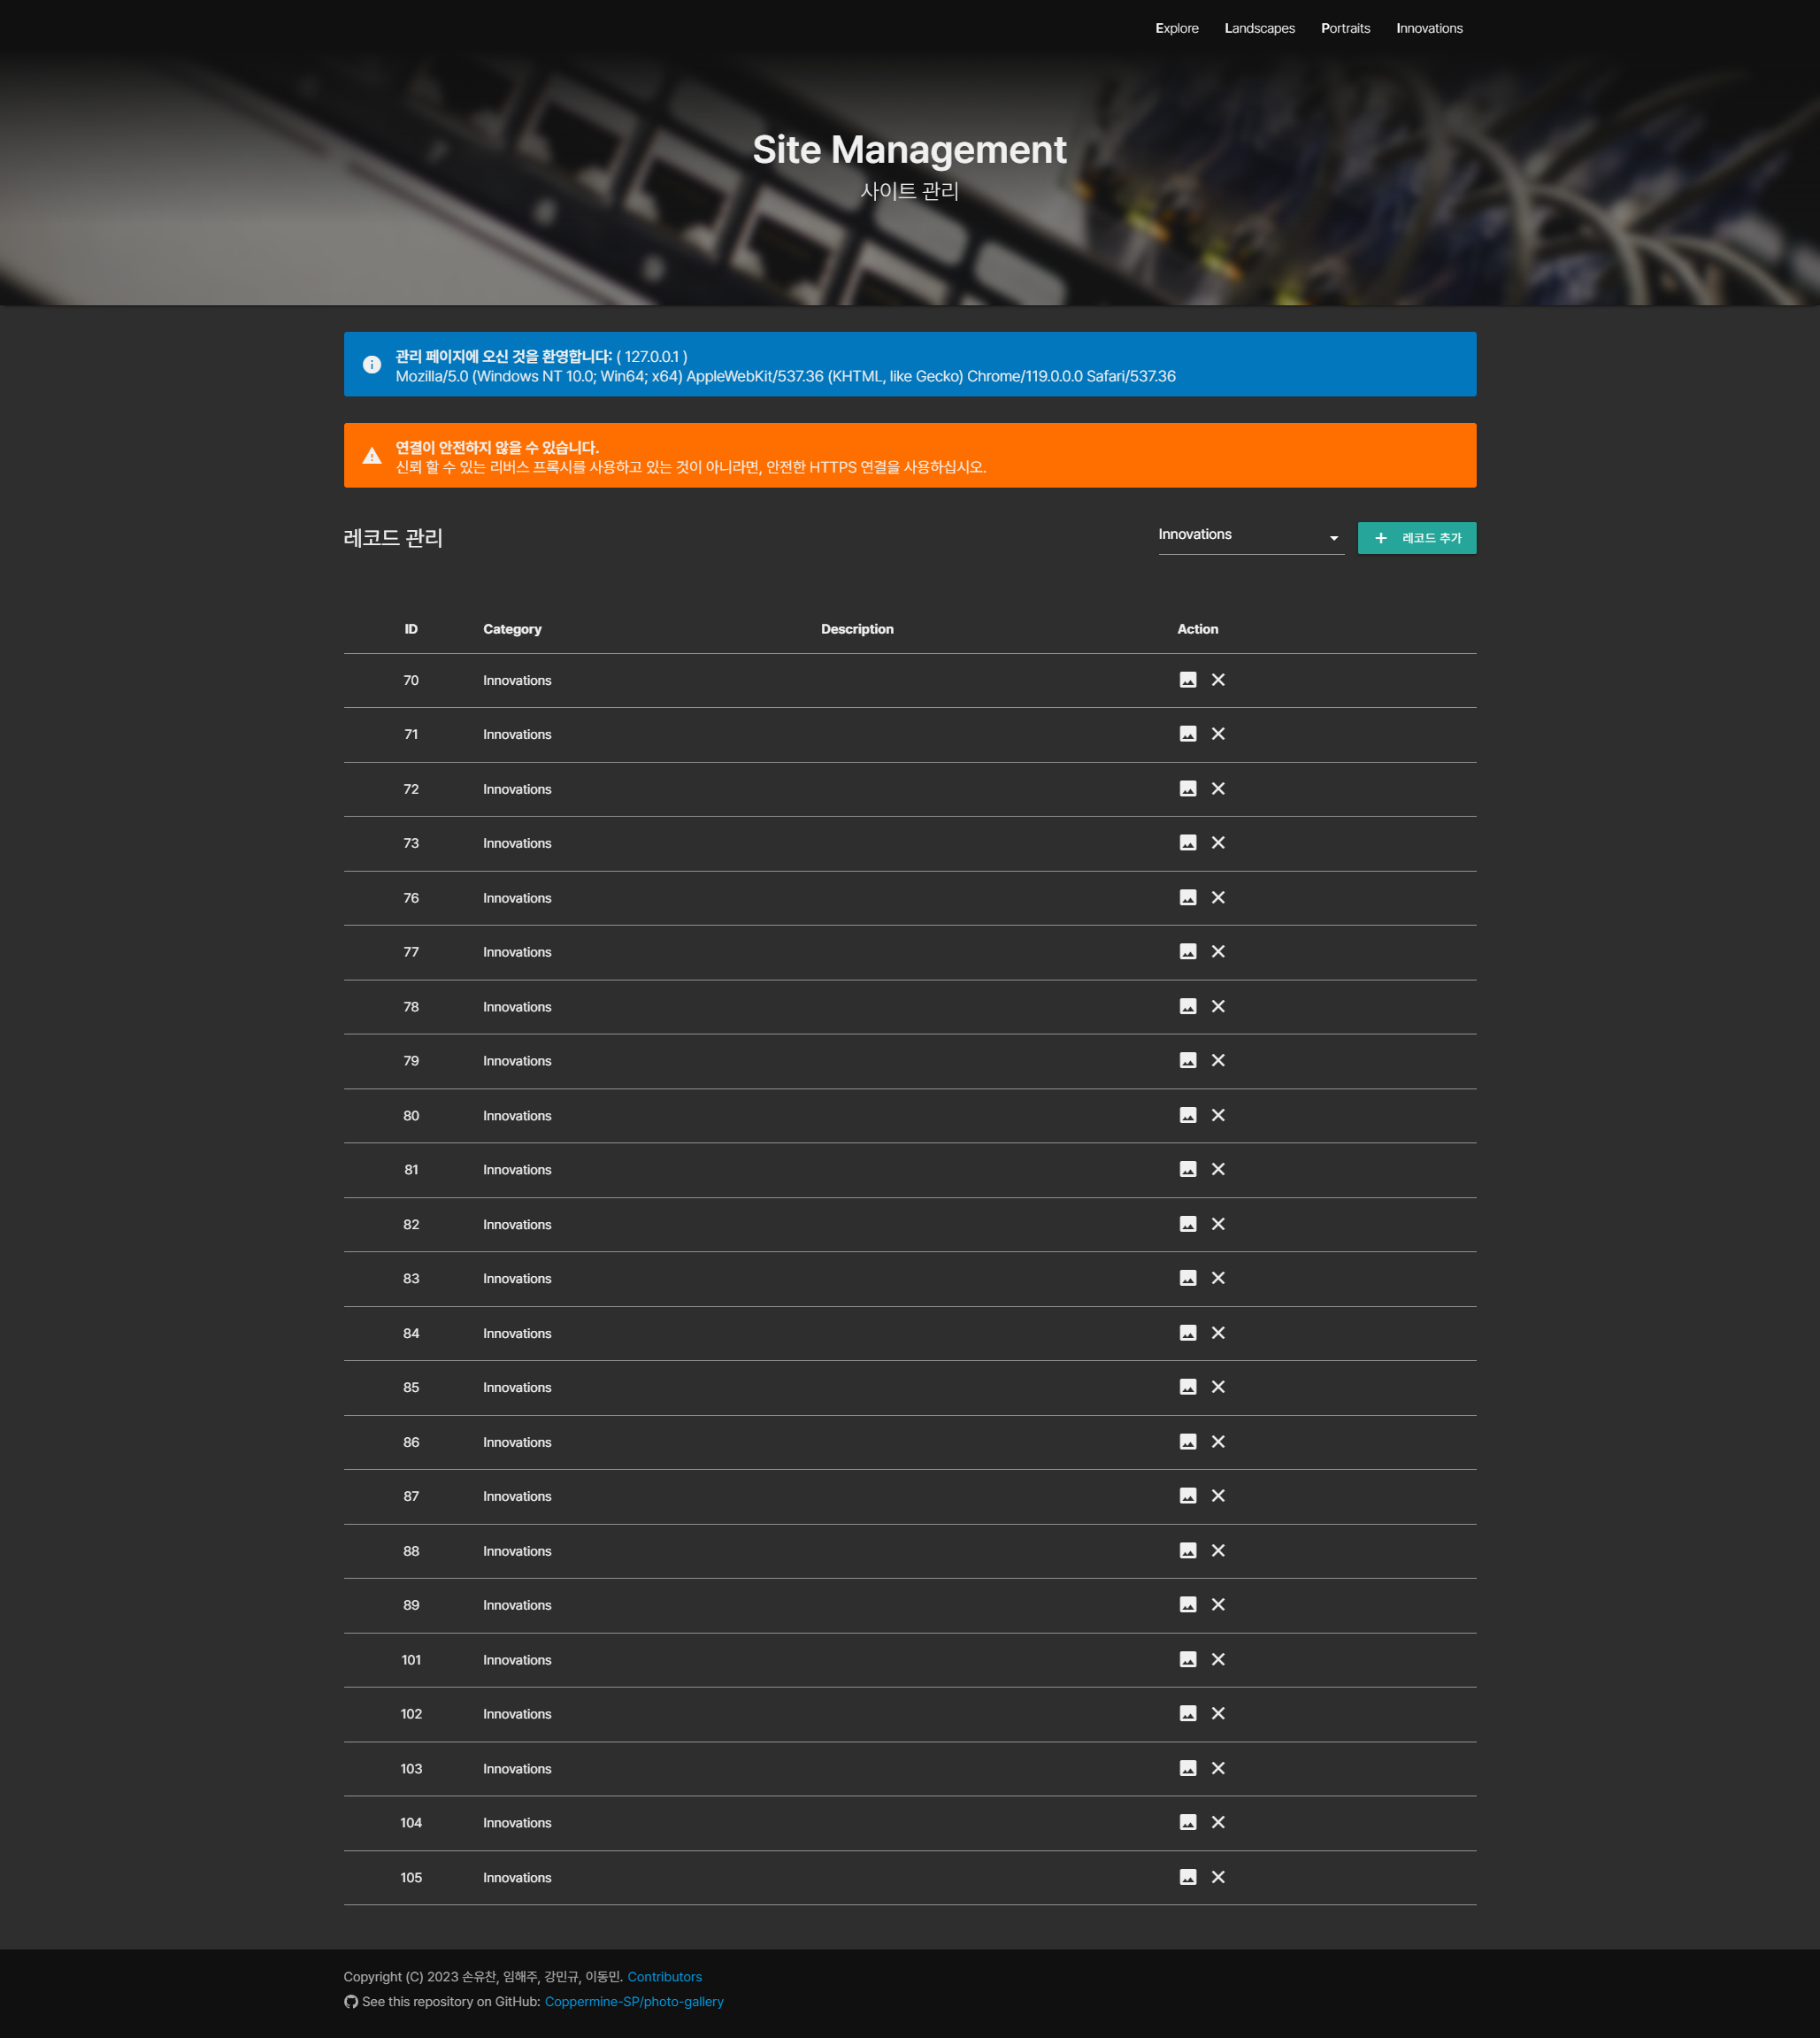 Explore Landscapes Portraits Innovations
Site Management
사이트 관리
관리 페이지에 오신 것을 환영합니다: ( 127.0.0.1 )
Mozilla/5.0 (Windows NT 10.0; Win64; x64) AppleWebKit/537.36 (KHTML, like Gecko) Chrome/119.0.0.0 Safari/537.36
연결이 안전하지 않을 수 있습니다.
신뢰 할 수 있는 리버스 프록시를 사용하고 있는 것이 아니라면, 안전한 HTTPS 연결을 사용하십시오.
레코드 관리 Innovations 레코드 추가
ID Category Description Action
70 Innovations
71 Innovations
72 Innovations
73 Innovations
76 Innovations
77 Innovations
78 Innovations
79 Innovations
80 Innovations
81 Innovations
82 Innovations
83 Innovations
84 Innovations
85 Innovations
86 Innovations
87 Innovations
88 Innovations
89 Innovations
101 Innovations
102 Innovations
103 Innovations
104 Innovations
105 Innovations
Copyright (C) 2023 손유찬, 임해주, 강민규, 이동민. Contributors
See this repository on GitHub: Coppermine-SP/photo-gallery